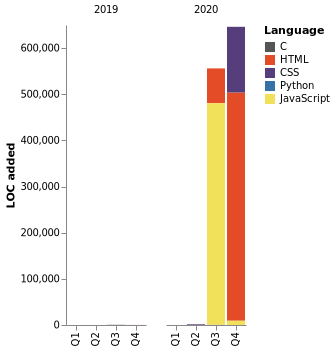 2019
2020
Language
C
HTML
CSS
Python
JavaScript
LOC added
600,000
500,000
400,000
300,000
200,000
100,000
0
Q1 Q2 Q3 Q4 Q1 Q2 Q3 Q4